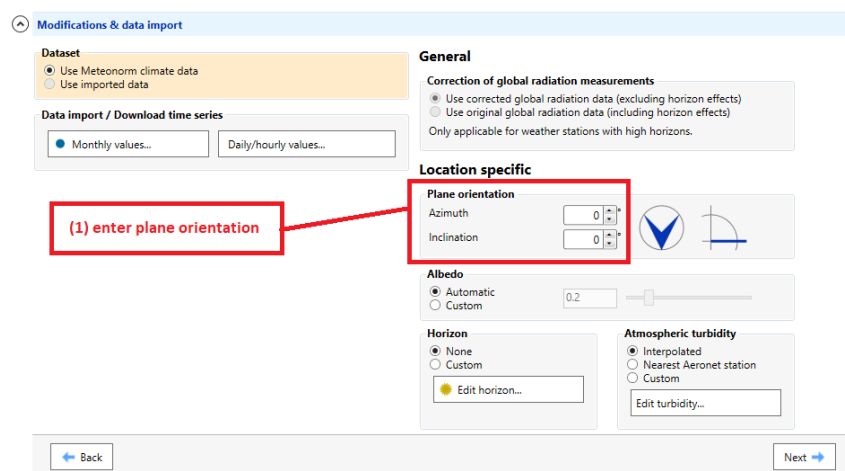 Modifications & data import
Dataset
Use Meteonorm climate data
Use imported data
Data import / Download time series
Monthly values...
Daily/hourly values...
(1) enter plane orientation
General
Correction of global radiation measurements
Use corrected global radiation data (excluding horizon effects)
Use original global radiation data (including horizon effects)
Only applicable for weather stations with high horizons.
Location specific
Plane orientation
Azimuth 0 °
Inclination 0 °
Albedo
Automatic
Custom
0.2
Horizon
None
Custom
Edit horizon...
Atmospheric turbidity
Interpolated
Nearest Aeronet station
Custom
Edit turbidity...
Back
Next